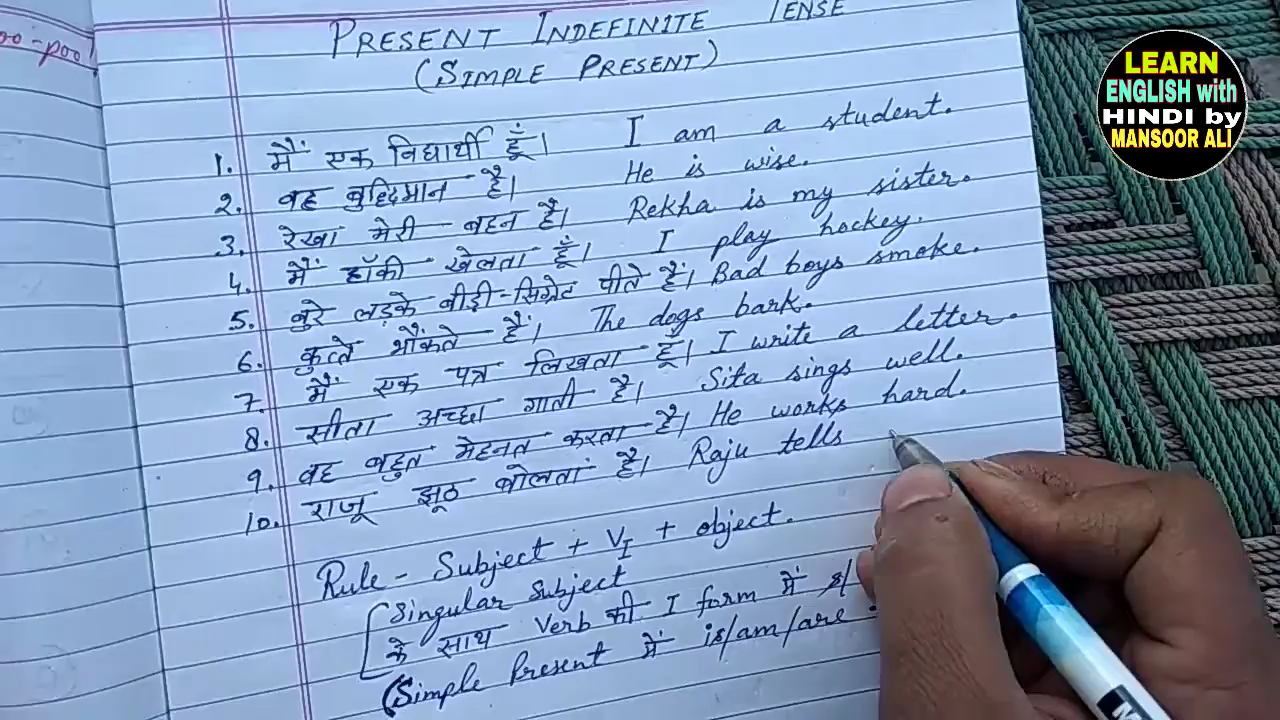 oo-poo!
PRESENT INDEFINITE TENSE
(SIMPLE PRESENT)
1. मैं एक विद्यार्थी हूँ। I am a student.
2. वह बुद्धिमान है। He is wise.
3. रेखा मेरी बहन है। Rekha is my sister.
4. मैं हॉकी खेलता हूँ। I play hockey.
5. बुरे लड़के बीड़ी-सिग्रेट पीते हैं। Bad boys smoke.
6. कुत्ते भौंकते हैं। The dogs bark.
7. मैं एक पत्र लिखता हूँ। I write a letter.
8. सीता अच्छा गाती है। Sita sings well.
9. वह बहुत मेहनत करता है। He works hard.
10. राजू झूठ बोलता है। Raju tells
Rule - Subject + VI + object.
Singular Subject
के साथ Verb की I form में s/
(Simple Present में is/am/are
LEARN
ENGLISH with
HINDI by
MANSOOR ALI